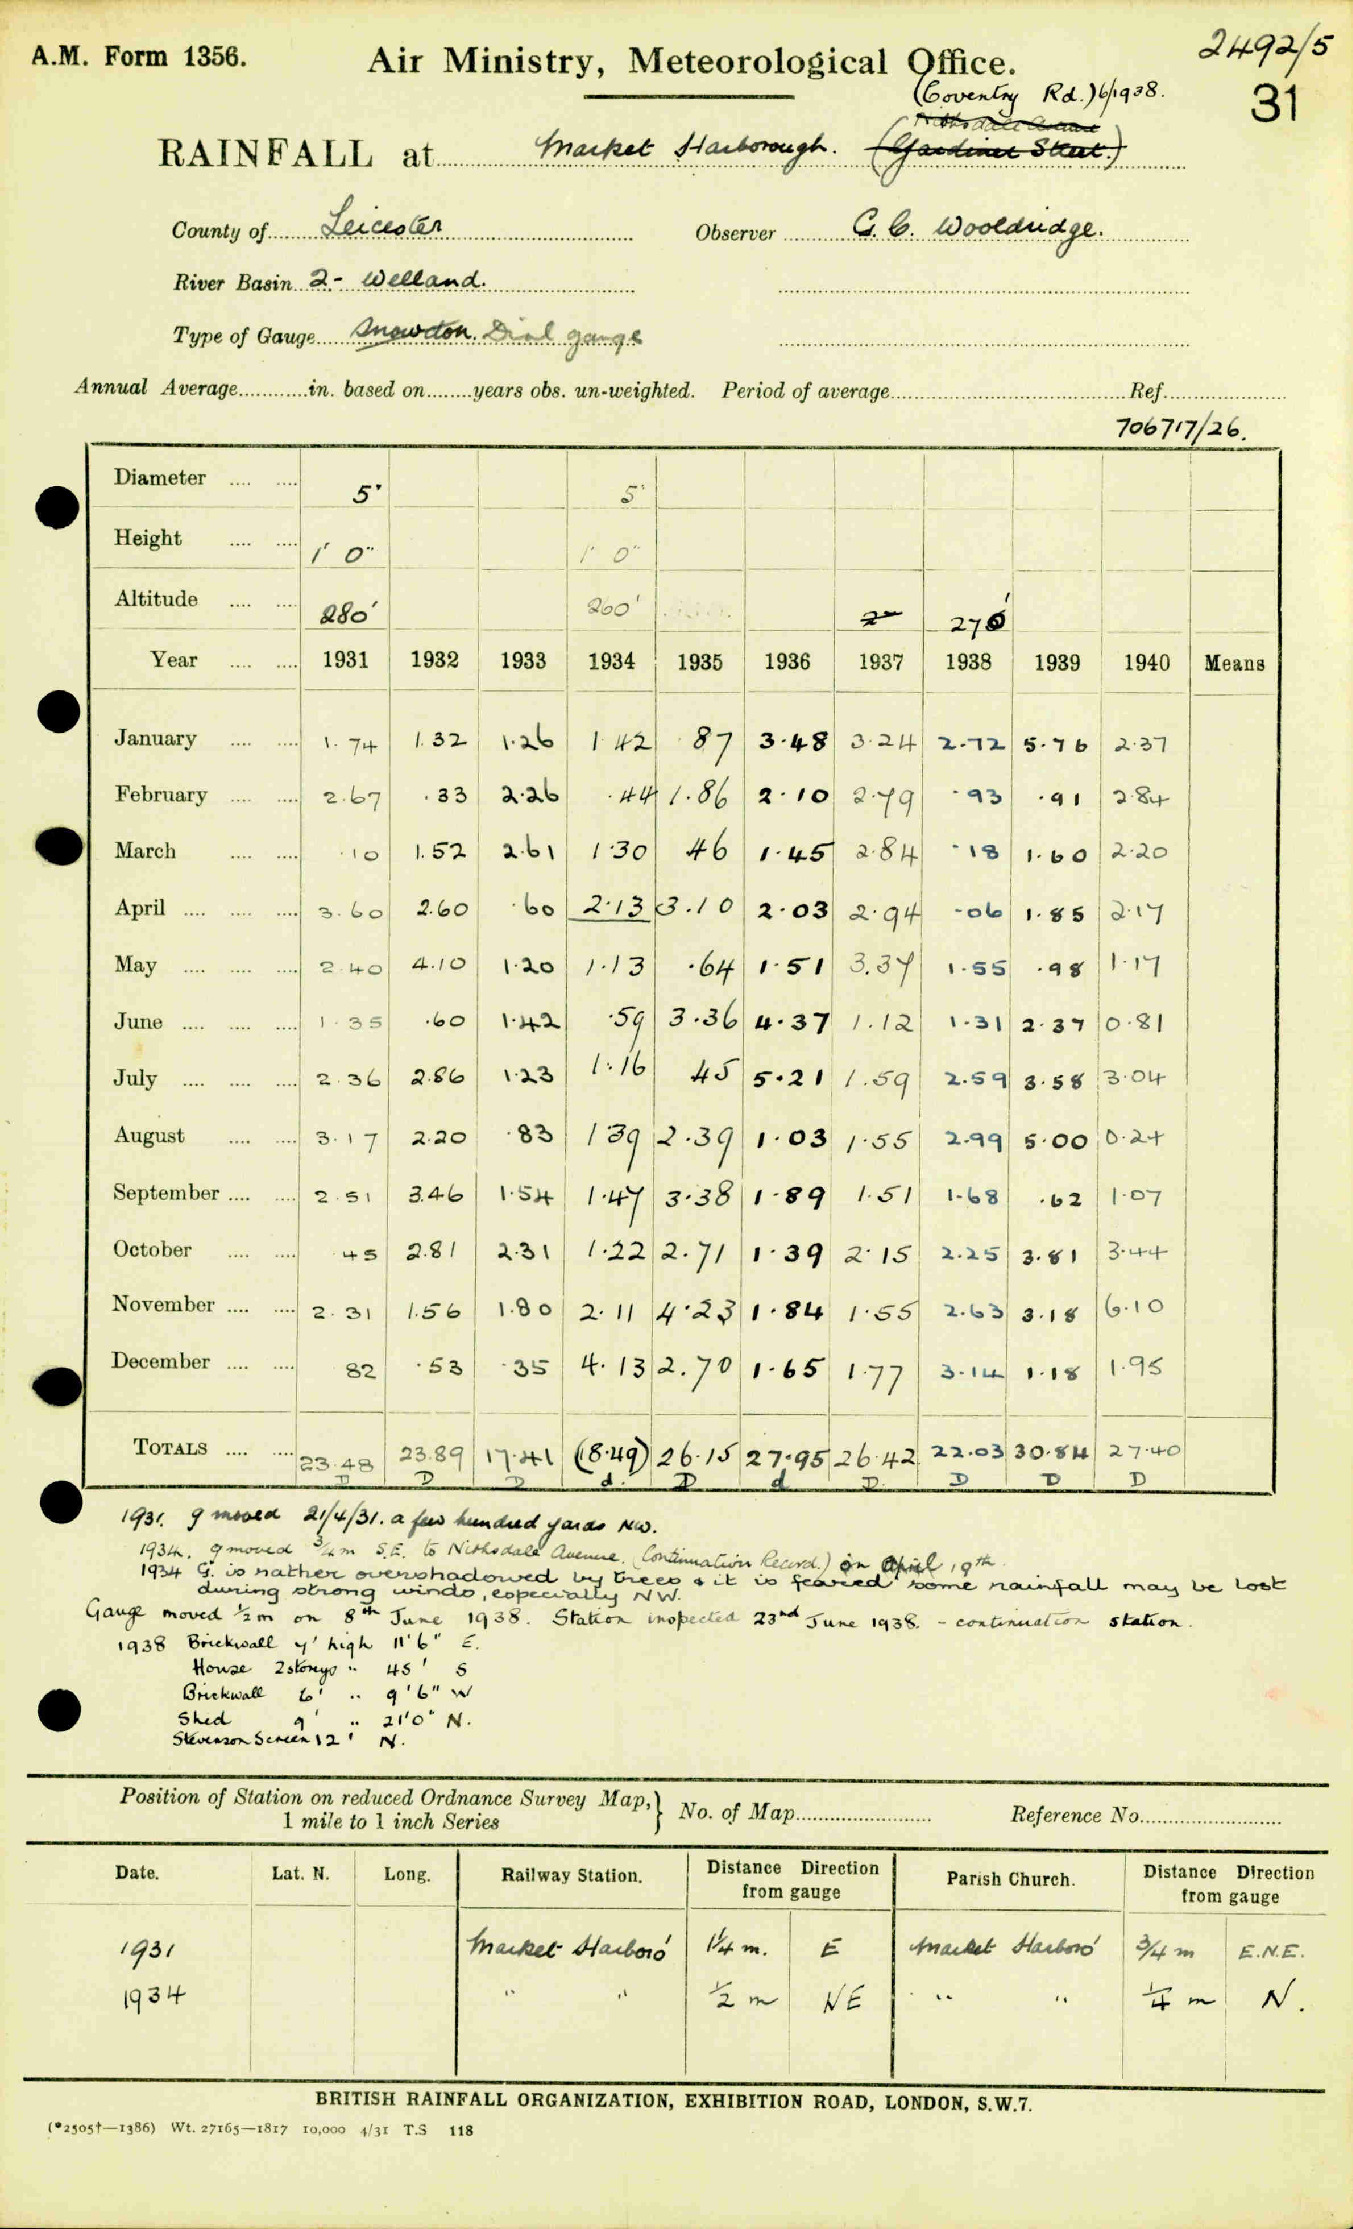 A.M. Form 1356.
Air Ministry, Meteorological Office.
2492/5
31
(Coventry Rd.) 6/1938.
Nithsdale Avenue
RAINFALL at Market Harborough. (Gardiner Street.)
County of Leicester Observer G. C. Wooldridge.
River Basin 2- Welland.
Type of Gauge Snowdon. Dial gauge
Annual Average in. based on years obs. un-weighted. Period of average Ref.
706717/26.
Diameter 5" 5"
Height 1' 0" 1' 0"
Altitude 280' 260' 270'
Year 1931 1932 1933 1934 1935 1936 1937 1938 1939 1940 Means
January 1.74 1.32 1.26 1.42 .87 3.48 3.24 2.72 5.76 2.37
February 2.67 .33 2.26 .44 1.86 2.10 2.79 .93 .91 2.84
March .10 1.52 2.61 1.30 46 1.45 2.84 .18 1.60 2.20
April 3.60 2.60 .60 2.13 3.10 2.03 2.94 .06 1.85 2.17
May 2.40 4.10 1.20 1.13 .64 1.51 3.37 1.55 .98 1.17
June 1.35 .60 1.42 .59 3.36 4.37 1.12 1.31 2.37 0.81
July 2.36 2.86 1.23 1.16 45 5.21 1.59 2.59 3.58 3.04
August 3.17 2.20 .83 1 39 2.39 1.03 1.55 2.99 5.00 0.24
September 2.51 3.46 1.54 1.47 3.38 1.89 1.51 1.68 .62 1.07
October 45 2.81 2.31 1.22 2.71 1.39 2.15 2.25 3.81 3.44
November 2.31 1.56 1.80 2.11 4.23 1.84 1.55 2.63 3.18 6.10
December 82 .53 .35 4.13 2.70 1.65 1.77 3.14 1.18 1.95
TOTALS 23.48 23.89 17.41 (8.49) 26.15 27.95 26.42 22.03 30.84 27.40
D D D d. D d D. D D D
1931. g moved 21/4/31. a few hundred yards NW.
1934. g moved 3/4 m S.E. to Nithsdale Avenue. (Continuation Record.) on April 19th
1934 G. is rather overshadowed by trees & it is feared some rainfall may be lost
during strong winds, especially NW.
Gauge moved 1/2 m on 8th June 1938. Station inspected 23rd June 1938. - continuation station.
1938 Brickwall 4' high 11'6" E.
House 2 storeys " 45' S
Brickwall 6' " 9'6" W
Shed 9' " 21'0" N.
Stevenson Screen 12' N.
Position of Station on reduced Ordnance Survey Map, 1 mile to 1 inch Series } No. of Map Reference No.
Date. Lat. N. Long. Railway Station. Distance Direction from gauge Parish Church. Distance Direction from gauge
1931 Market Harboro' 1 1/4 m. E Market Harboro' 3/4 m E.N.E.
1934 " " 1/2 m NE " " 1/4 m N.
BRITISH RAINFALL ORGANIZATION, EXHIBITION ROAD, LONDON, S.W.7.
(*2505†—1386) Wt. 27165—1817 10,000 4/31 T.S 118